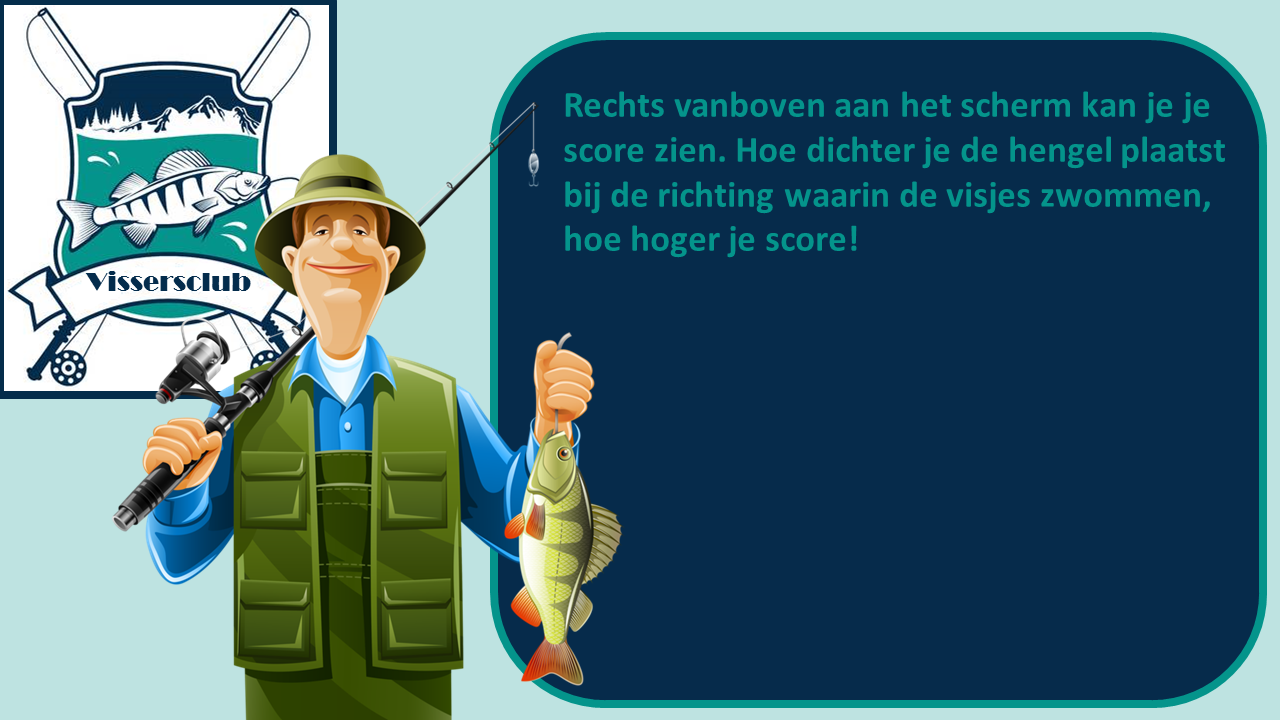 Rechts vanboven aan het scherm kan je je
score zien. Hoe dichter je de hengel plaatst
bij de richting waarin de visjes zwommen,
hoe hoger je score!
Vissersclub